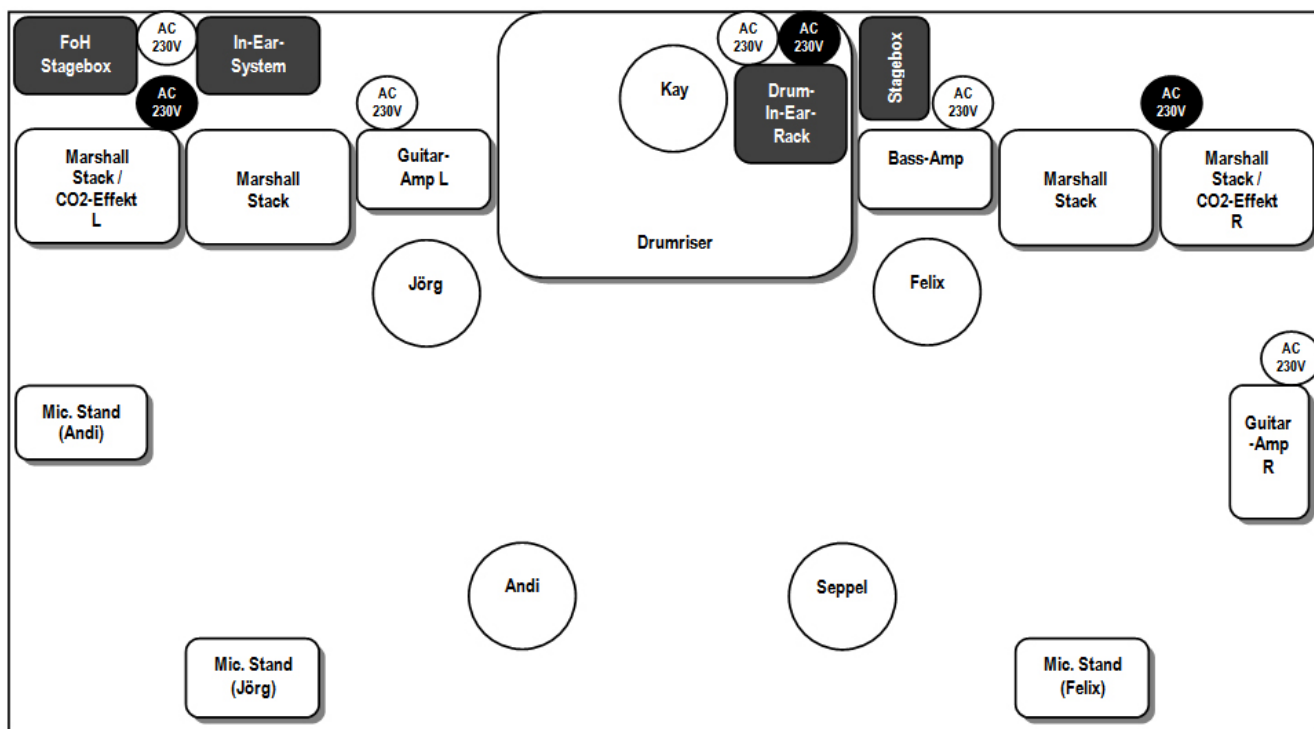 FoH
Stagebox
AC
230V
In-Ear-
System
AC
230V
AC
230V
Stagebox
AC
230V
AC
230V
Kay
Drum-
In-Ear-
Rack
AC
230V
AC
230V
Marshall
Stack /
CO2-Effekt
L
Marshall
Stack
Guitar-
Amp L
Drumriser
Bass-Amp
Marshall
Stack
Marshall
Stack /
CO2-Effekt
R
Jörg
Felix
AC
230V
Mic. Stand
(Andi)
Guitar
-Amp
R
Andi
Seppel
Mic. Stand
(Jörg)
Mic. Stand
(Felix)